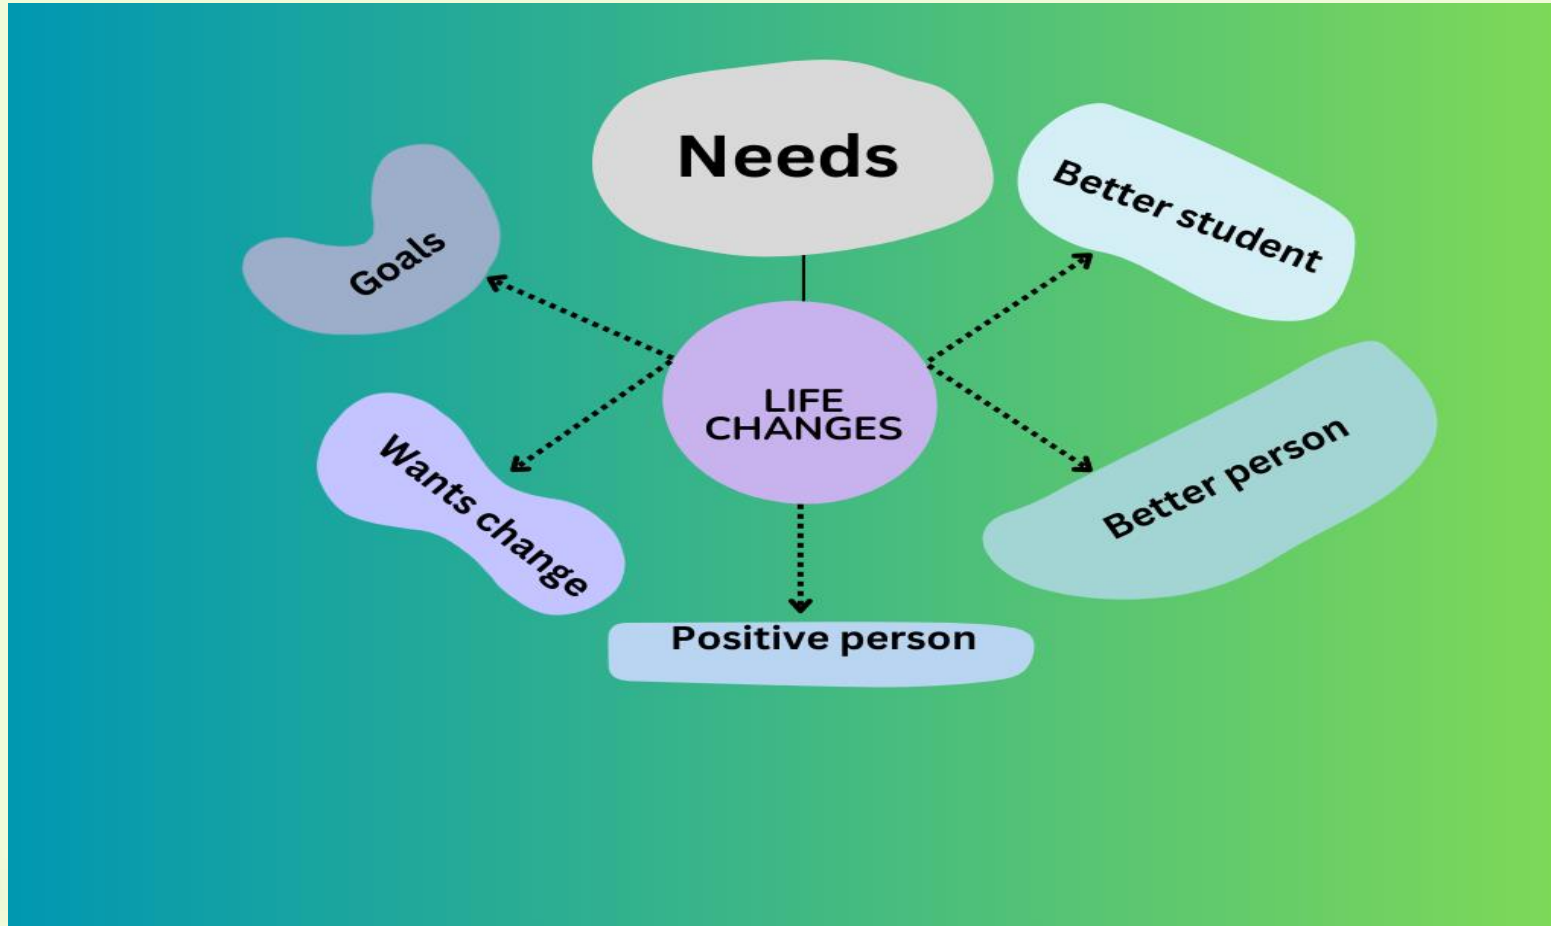 Needs
Better student
Goals
LIFE
CHANGES
Better person
Wants change
Positive person